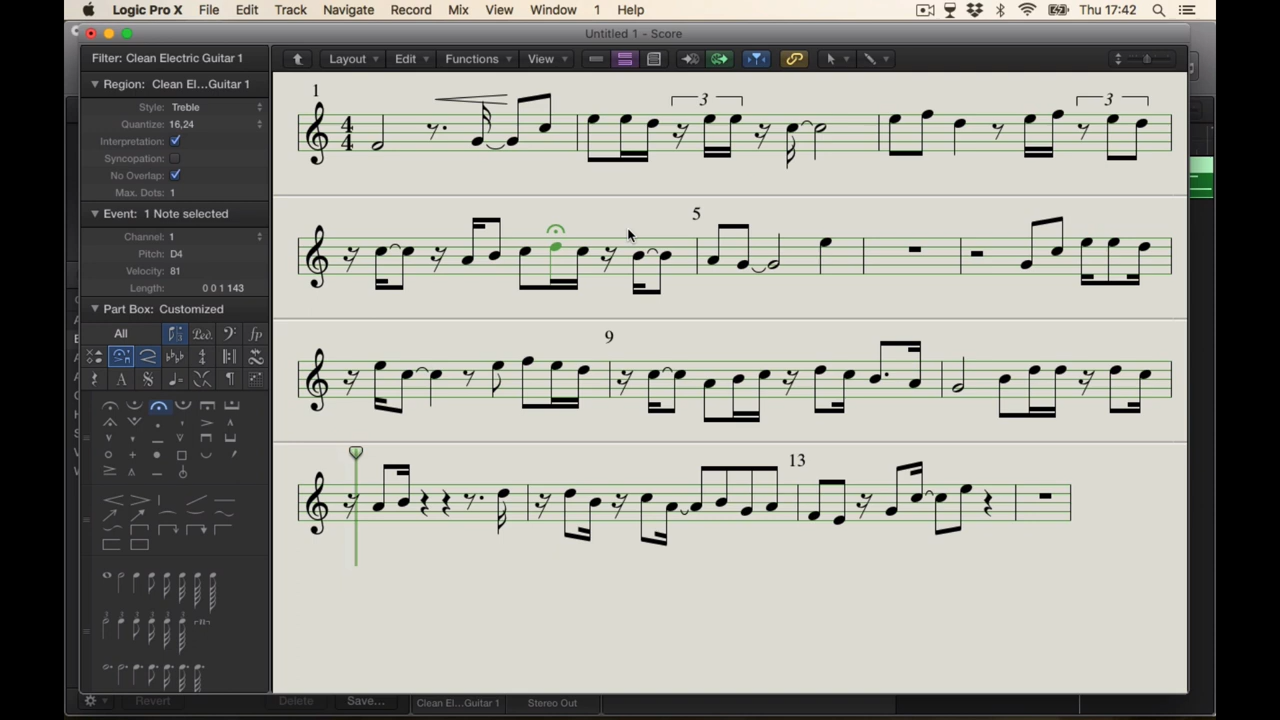 Logic Pro X File Edit Track Navigate Record Mix View Window 1 Help Thu 17:42
Untitled 1 - Score
Filter: Clean Electric Guitar 1
Layout Edit Functions View
Region: Clean El...Guitar 1
Style: Treble
Quantize: 16,24
Interpretation:
Syncopation:
No Overlap:
Max. Dots: 1
Event: 1 Note selected
Channel: 1
Pitch: D4
Velocity: 81
Length: 0 0 1 143
Part Box: Customized
All
Ped.
fp
A
1
4
4
3
3
5
9
13
Revert
Delete
Save...
Clean El...Guitar 1
Stereo Out